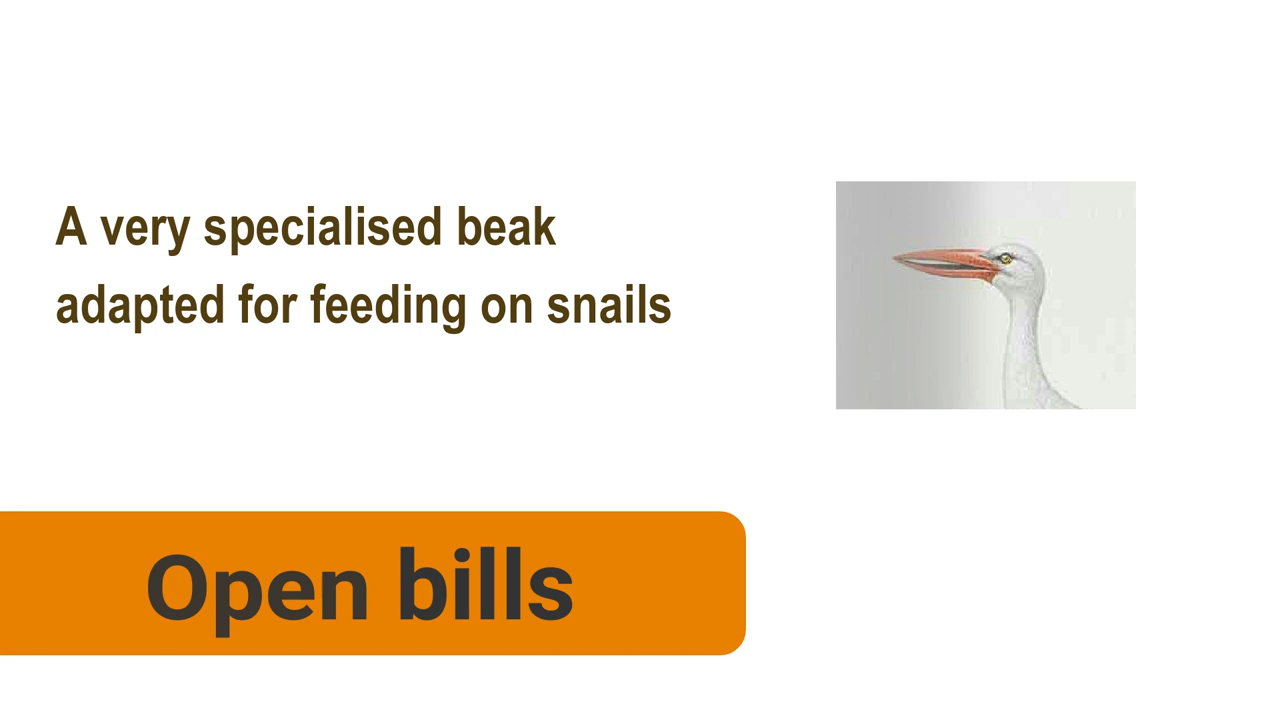 A very specialised beak
adapted for feeding on snails
Open bills